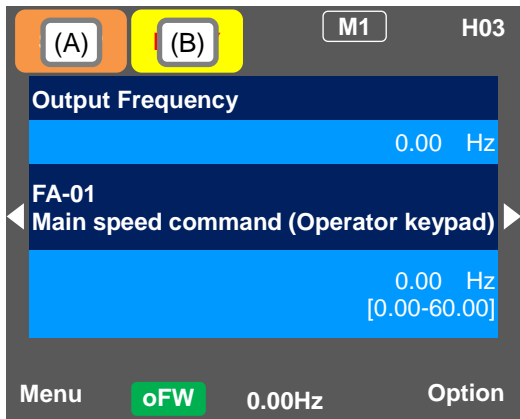 (A) (B) M1 H03
Output Frequency
0.00 Hz
FA-01
Main speed command (Operator keypad)
0.00 Hz
[0.00-60.00]
Menu oFW 0.00Hz Option